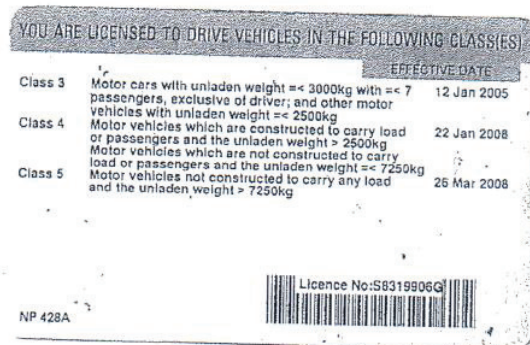 YOU ARE LICENSED TO DRIVE VEHICLES IN THE FOLLOWING CLASS(ES)
EFFECTIVE DATE
Class 3 Motor cars with unladen weight =< 3000kg with =< 7 12 Jan 2005
passengers, exclusive of driver; and other motor
vehicles with unladen weight =< 2500kg
Class 4 Motor vehicles which are constructed to carry load 22 Jan 2008
or passengers and the unladen weight > 2500kg
Motor vehicles which are not constructed to carry
load or passengers and the unladen weight =< 7250kg
Class 5 Motor vehicles not constructed to carry any load 26 Mar 2008
and the unladen weight > 7250kg
Licence No:S8319906G
NP 428A